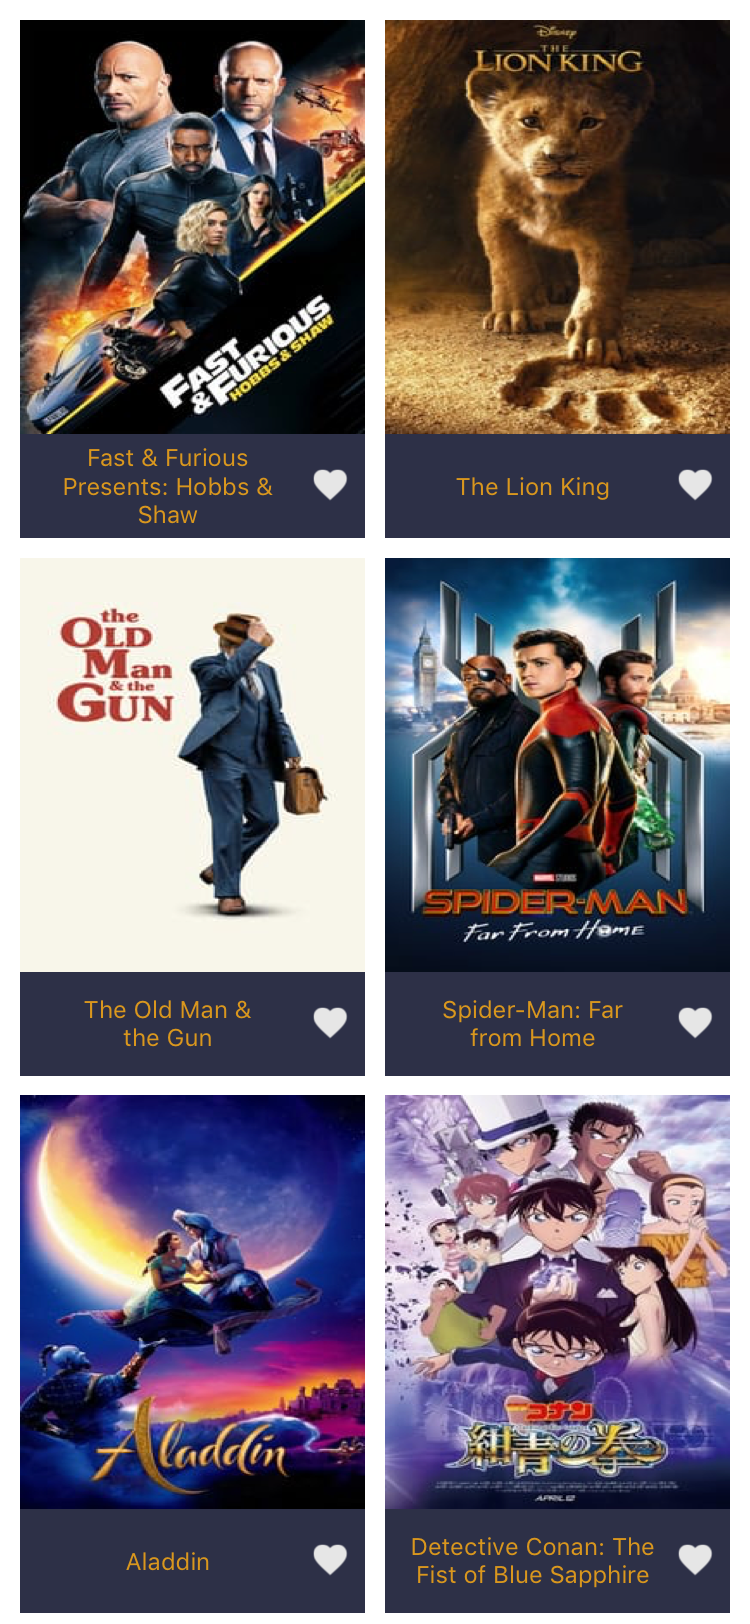 FAST
& FURIOUS
HOBBS & SHAW
Disney
THE
LION KING
Fast & Furious
Presents: Hobbs &
Shaw
The Lion King
the
OLD
Man
& the
GUN
MARVEL STUDIOS
SPIDER-MAN
Far From Home
The Old Man &
the Gun
Spider-Man: Far
from Home
Aladdin
コナン
紺青の拳
APRIL 12
Aladdin
Detective Conan: The
Fist of Blue Sapphire